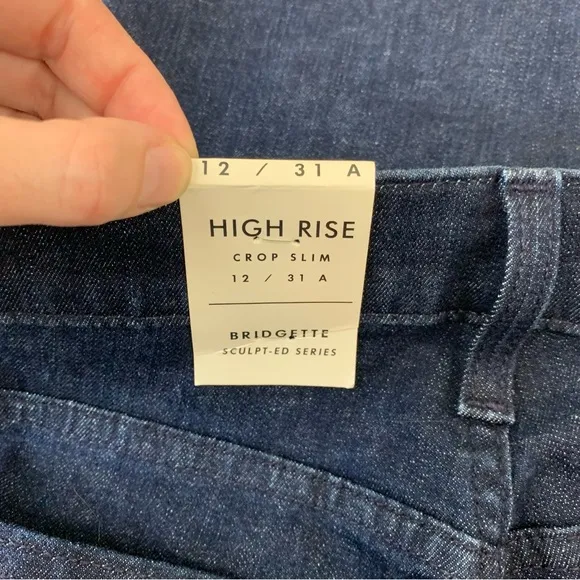 12 / 31 A
HIGH RISE
CROP SLIM
12 / 31 A
BRIDGETTE
SCULPT-ED SERIES